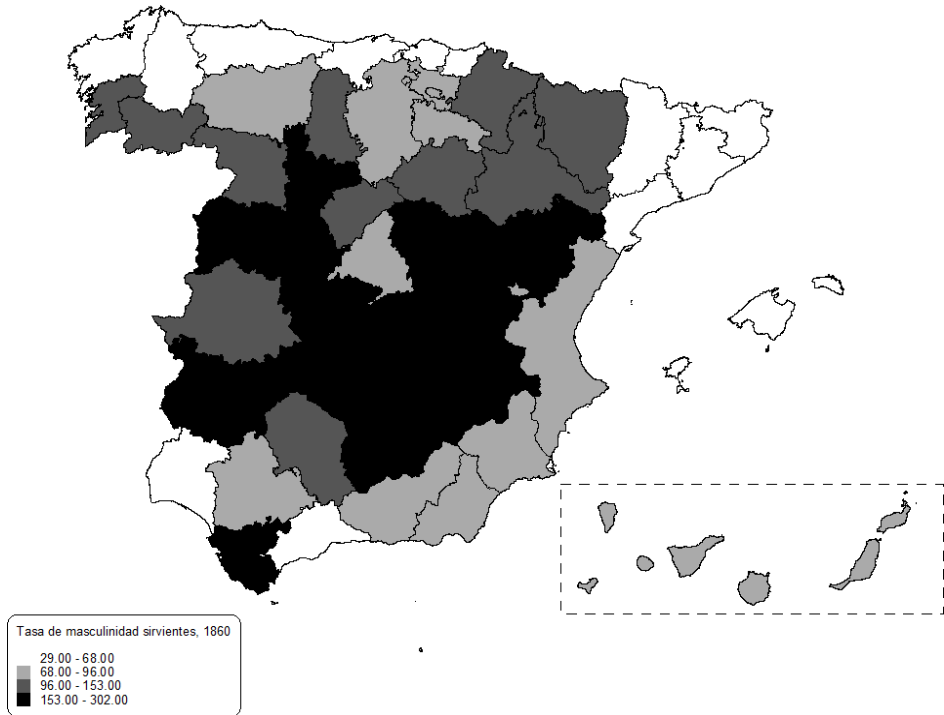 Tasa de masculinidad sirvientes, 1860
29.00 - 68.00
68.00 - 96.00
96.00 - 153.00
153.00 - 302.00